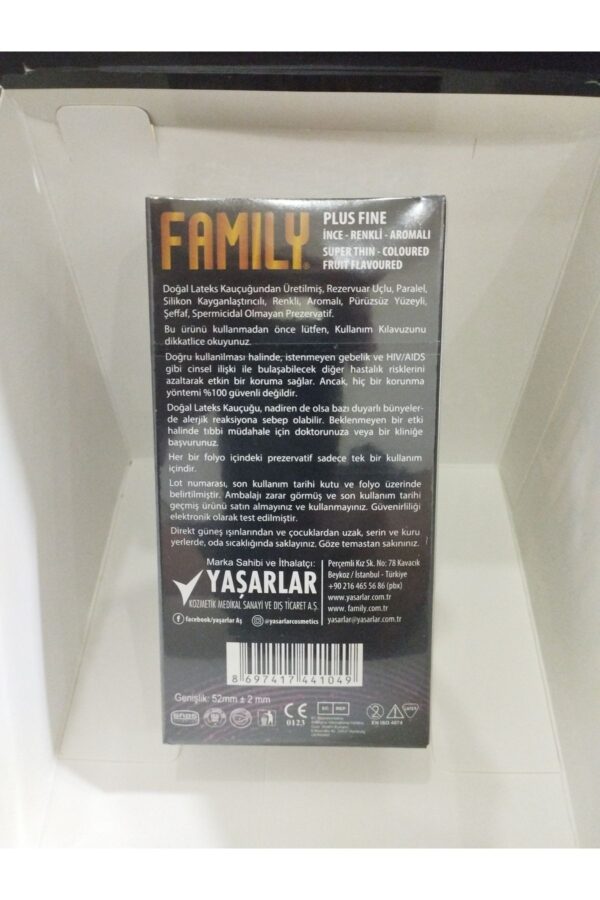 FAMILY
PLUS FINE
İNCE - RENKLİ - AROMALI
SUPER THIN - COLOURED
FRUIT FLAVOURED
Doğal Lateks Kauçuğundan Üretilmiş, Rezervuar Uçlu, Paralel,
Silikon Kayganlaştırıcılı, Renkli, Aromalı, Pürüzsüz Yüzeyli,
Şeffaf, Spermicidal Olmayan Prezervatif.
Bu ürünü kullanmadan önce lütfen, Kullanım Kılavuzunu
dikkatlice okuyunuz.
Doğru kullanılması halinde, istenmeyen gebelik ve HIV/AIDS
gibi cinsel ilişki ile bulaşabilecek diğer hastalık risklerini
azaltarak etkin bir koruma sağlar. Ancak, hiç bir korunma
yöntemi %100 güvenli değildir.
Doğal Lateks Kauçuğu, nadiren de olsa bazı duyarlı bünyeler-
de alerjik reaksiyona sebep olabilir. Beklenmeyen bir etki
halinde tıbbi müdahale için doktorunuza veya bir kliniğe
başvurunuz.
Her bir folyo içindeki prezervatif sadece tek bir kullanım
içindir.
Lot numarası, son kullanım tarihi kutu ve folyo üzerinde
belirtilmiştir. Ambalajı zarar görmüş ve son kullanım tarihi
geçmiş ürünü satın almayınız ve kullanmayınız. Güvenirliliği
elektronik olarak test edilmiştir.
Direkt güneş ışınlarından ve çocuklardan uzak, serin ve kuru
yerlerde, oda sıcaklığında saklayınız. Göze temastan sakınınız.
Marka Sahibi ve İthalatçı:
YAŞARLAR
KOZMETİK MEDİKAL SANAYİ VE DIŞ TİCARET A.Ş.
facebook/yaşarlar Aş
@yasarlarcosmetics
Perçemli Kız Sk. No: 78 Kavacık
Beykoz / İstanbul - Türkiye
+90 216 465 56 86 (pbx)
www.yasarlar.com.tr
www.family.com.tr
yasarlar@yasarlar.com.tr
8 697417 441049
Genişlik: 52mm ± 2 mm
CE
0123
EC REP
LATEX
EN ISO 4074